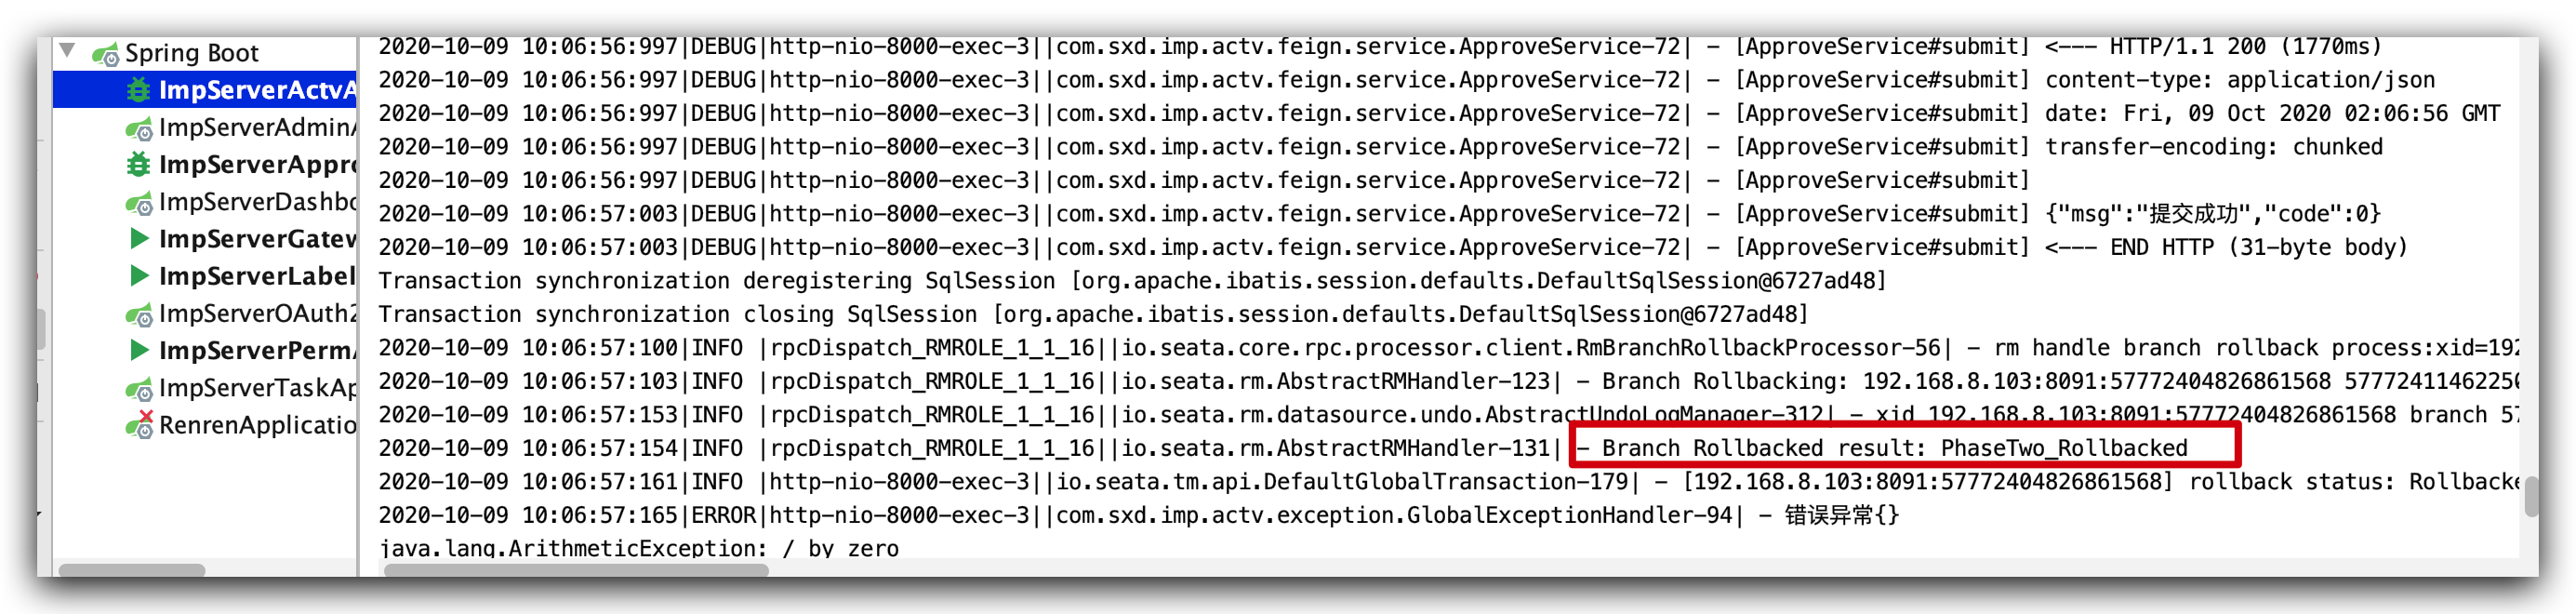 Spring Boot
ImpServerActvA
ImpServerAdminA
ImpServerAppro
ImpServerDashbo
ImpServerGatew
ImpServerLabel
ImpServerOAuth2
ImpServerPermA
ImpServerTaskAp
RenrenApplicatio
2020-10-09 10:06:56:997|DEBUG|http-nio-8000-exec-3||com.sxd.imp.actv.feign.service.ApproveService-72| - [ApproveService#submit] <--- HTTP/1.1 200 (1770ms)
2020-10-09 10:06:56:997|DEBUG|http-nio-8000-exec-3||com.sxd.imp.actv.feign.service.ApproveService-72| - [ApproveService#submit] content-type: application/json
2020-10-09 10:06:56:997|DEBUG|http-nio-8000-exec-3||com.sxd.imp.actv.feign.service.ApproveService-72| - [ApproveService#submit] date: Fri, 09 Oct 2020 02:06:56 GMT
2020-10-09 10:06:56:997|DEBUG|http-nio-8000-exec-3||com.sxd.imp.actv.feign.service.ApproveService-72| - [ApproveService#submit] transfer-encoding: chunked
2020-10-09 10:06:56:997|DEBUG|http-nio-8000-exec-3||com.sxd.imp.actv.feign.service.ApproveService-72| - [ApproveService#submit]
2020-10-09 10:06:57:003|DEBUG|http-nio-8000-exec-3||com.sxd.imp.actv.feign.service.ApproveService-72| - [ApproveService#submit] {"msg":"提交成功","code":0}
2020-10-09 10:06:57:003|DEBUG|http-nio-8000-exec-3||com.sxd.imp.actv.feign.service.ApproveService-72| - [ApproveService#submit] <--- END HTTP (31-byte body)
Transaction synchronization deregistering SqlSession [org.apache.ibatis.session.defaults.DefaultSqlSession@6727ad48]
Transaction synchronization closing SqlSession [org.apache.ibatis.session.defaults.DefaultSqlSession@6727ad48]
2020-10-09 10:06:57:100|INFO |rpcDispatch_RMROLE_1_1_16||io.seata.core.rpc.processor.client.RmBranchRollbackProcessor-56| - rm handle branch rollback process:xid=192
2020-10-09 10:06:57:103|INFO |rpcDispatch_RMROLE_1_1_16||io.seata.rm.AbstractRMHandler-123| - Branch Rollbacking: 192.168.8.103:8091:57772404826861568 5777241146225
2020-10-09 10:06:57:153|INFO |rpcDispatch_RMROLE_1_1_16||io.seata.rm.datasource.undo.AbstractUndoLogManager-312| - xid 192.168.8.103:8091:57772404826861568 branch 57
2020-10-09 10:06:57:154|INFO |rpcDispatch_RMROLE_1_1_16||io.seata.rm.AbstractRMHandler-131| - Branch Rollbacked result: PhaseTwo_Rollbacked
2020-10-09 10:06:57:161|INFO |http-nio-8000-exec-3||io.seata.tm.api.DefaultGlobalTransaction-179| - [192.168.8.103:8091:57772404826861568] rollback status: Rollbacke
2020-10-09 10:06:57:165|ERROR|http-nio-8000-exec-3||com.sxd.imp.actv.exception.GlobalExceptionHandler-94| - 错误异常{}
java.lang.ArithmeticException: / by zero